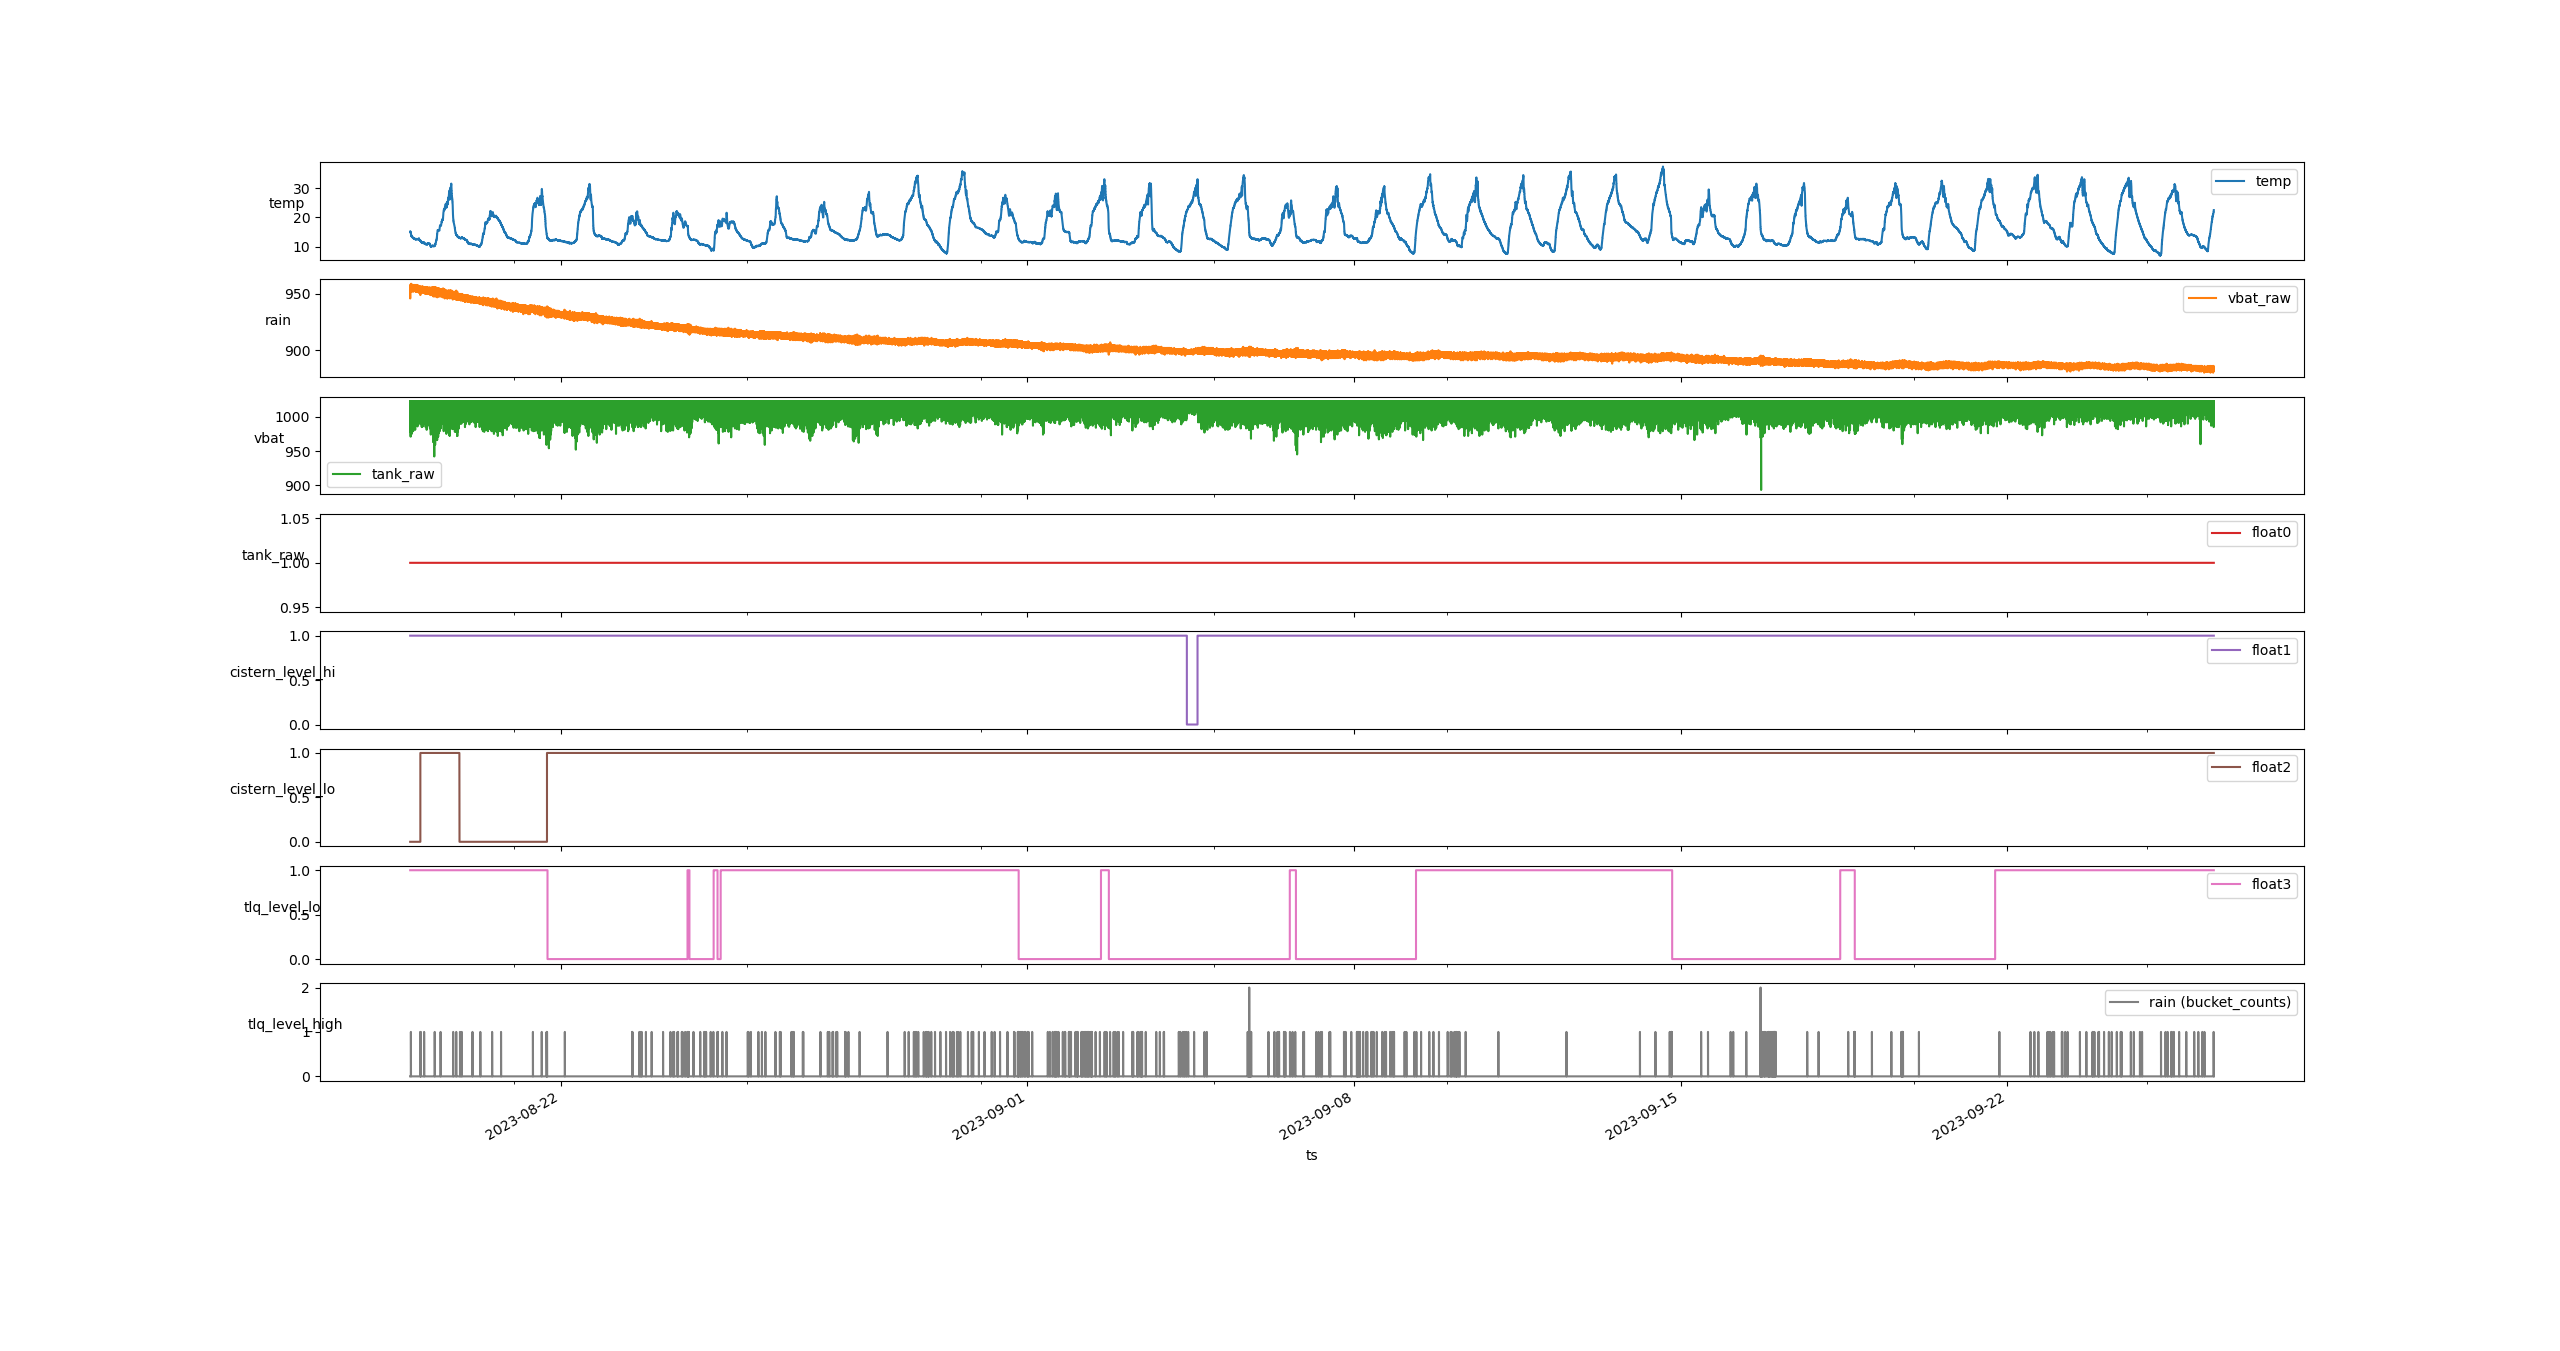 temp
30
20
10
temp
rain
950
900
vbat_raw
vbat
1000
950
900
tank_raw
tank_raw
1.05
1.00
0.95
float0
cistern_level_hi
1.0
0.5
0.0
float1
cistern_level_lo
1.0
0.5
0.0
float2
tlq_level_lo
1.0
0.5
0.0
float3
tlq_level_high
2
1
0
rain (bucket_counts)
2023-08-22
2023-09-01
2023-09-08
2023-09-15
2023-09-22
ts